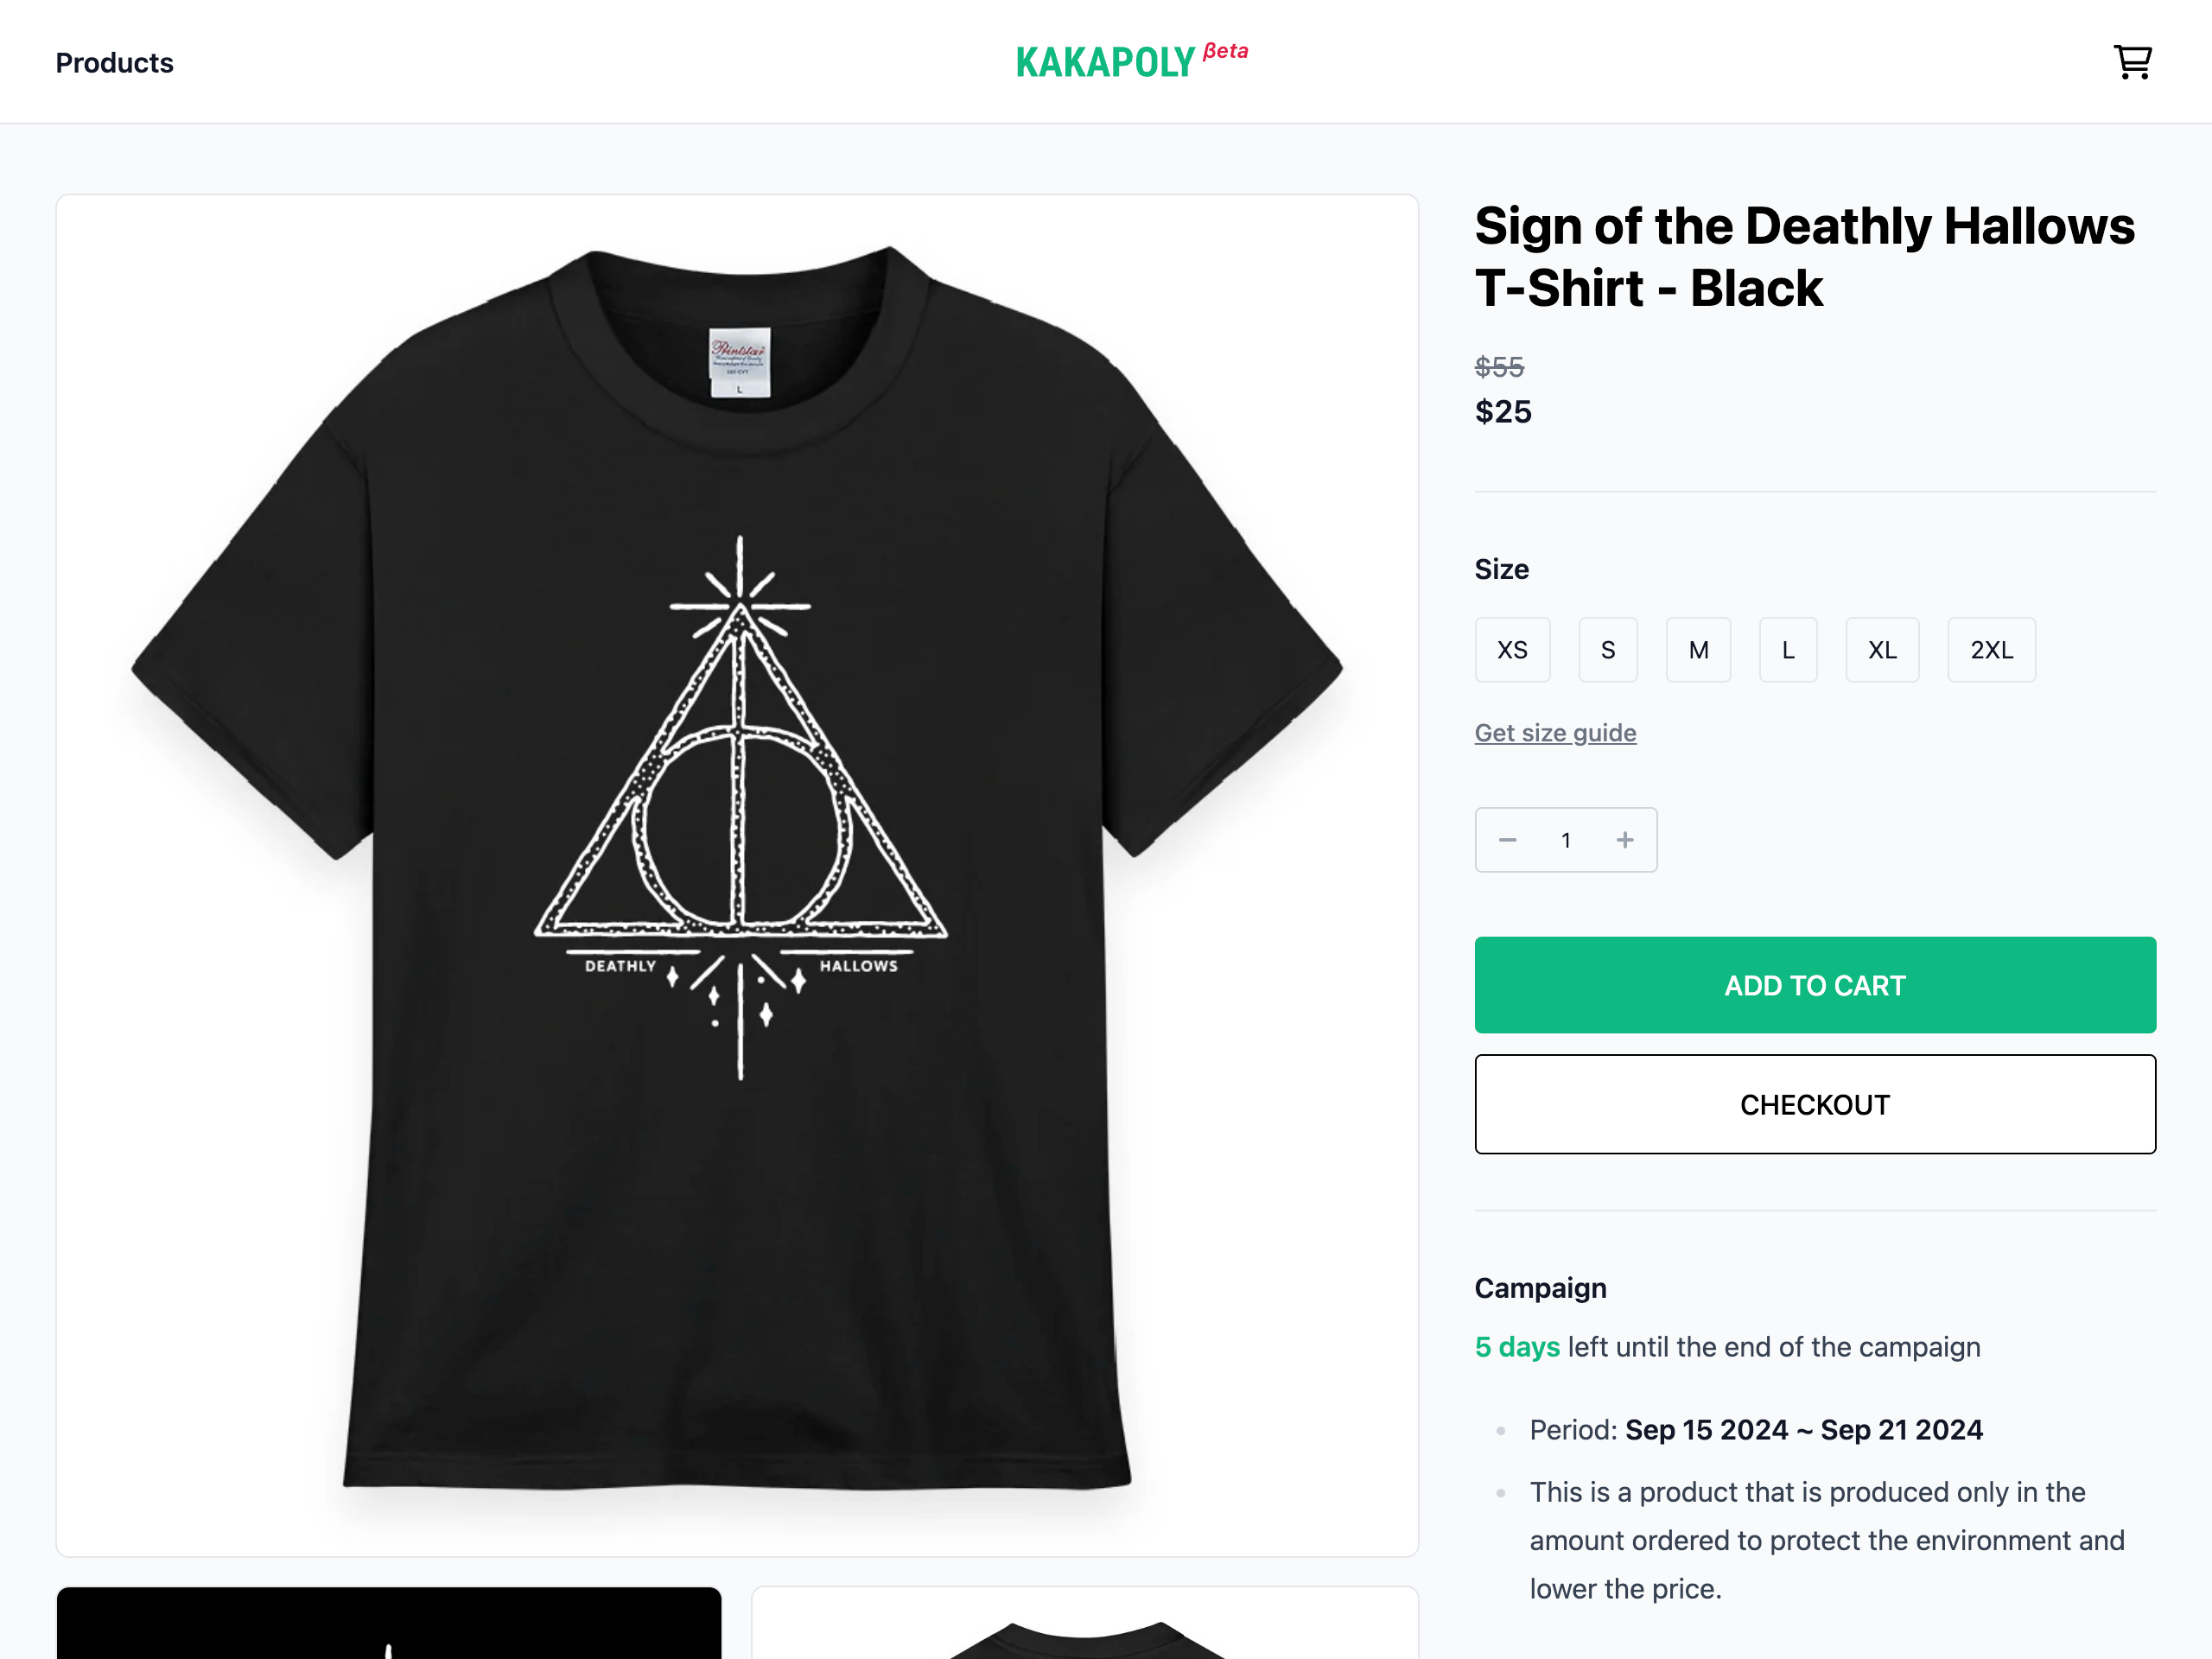 Products
KAKAPOLY βeta
Printstar
L
DEATHLY HALLOWS
Sign of the Deathly Hallows
T-Shirt - Black
$55
$25
Size
XS S M L XL 2XL
Get size guide
1
ADD TO CART
CHECKOUT
Campaign
5 days left until the end of the campaign
Period: Sep 15 2024 ~ Sep 21 2024
This is a product that is produced only in the
amount ordered to protect the environment and
lower the price.